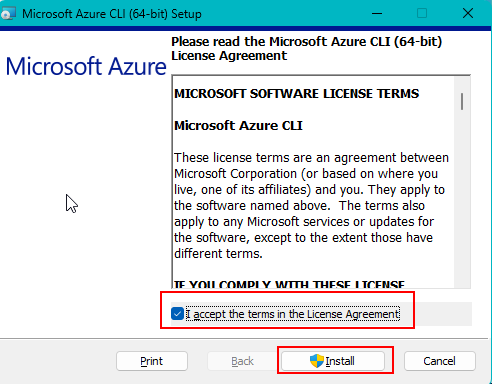 Microsoft Azure CLI (64-bit) Setup
Please read the Microsoft Azure CLI (64-bit)
License Agreement
Microsoft Azure
MICROSOFT SOFTWARE LICENSE TERMS
Microsoft Azure CLI
These license terms are an agreement between
Microsoft Corporation (or based on where you
live, one of its affiliates) and you. They apply to
the software named above.  The terms also
apply to any Microsoft services or updates for
the software, except to the extent those have
different terms.
IF YOU COMPLY WITH THESE LICENSE
I accept the terms in the License Agreement
Print
Back
Install
Cancel